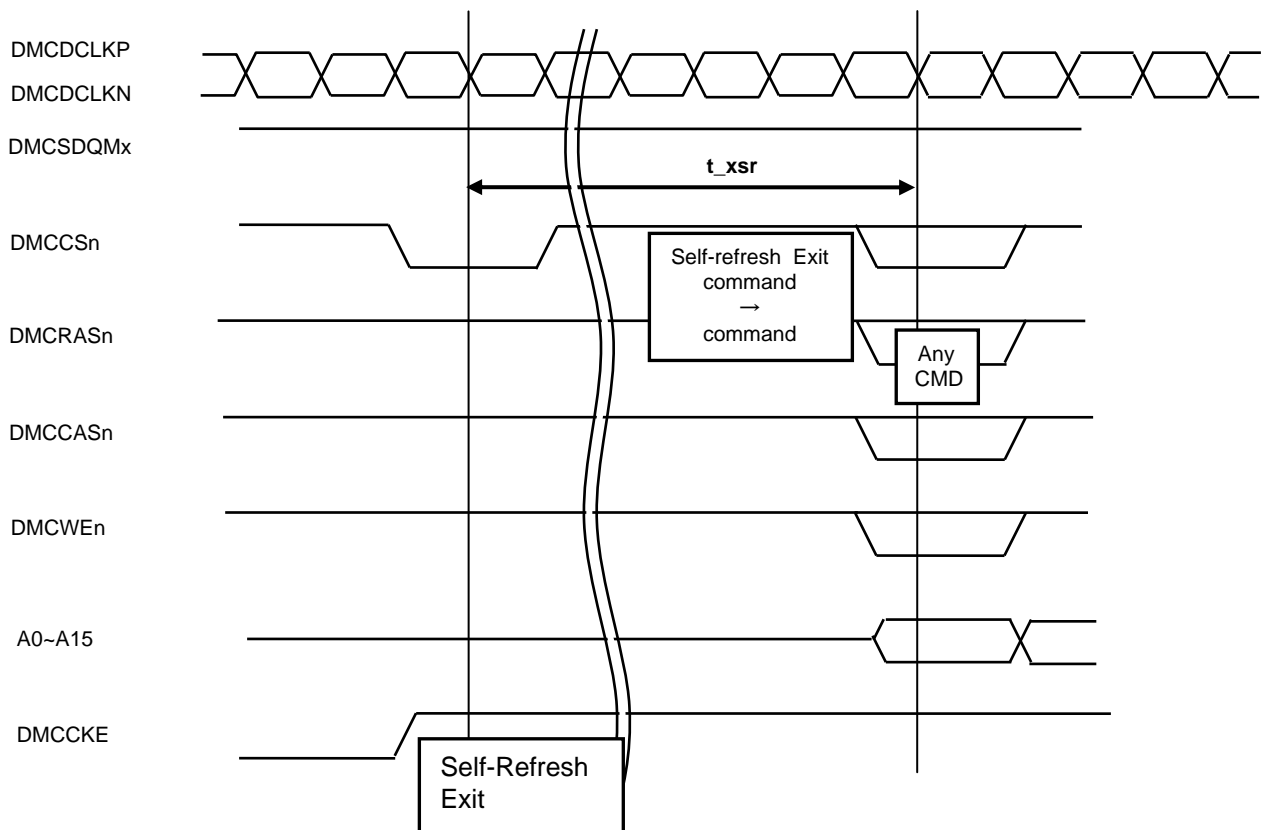 DMCDCLKP
DMCDCLKN
DMCSDQMx
t_xsr
DMCCSn
Self-refresh Exit
command
→
command
DMCRASn
Any
CMD
DMCCASn
DMCWEn
A0~A15
DMCCKE
Self-Refresh
Exit